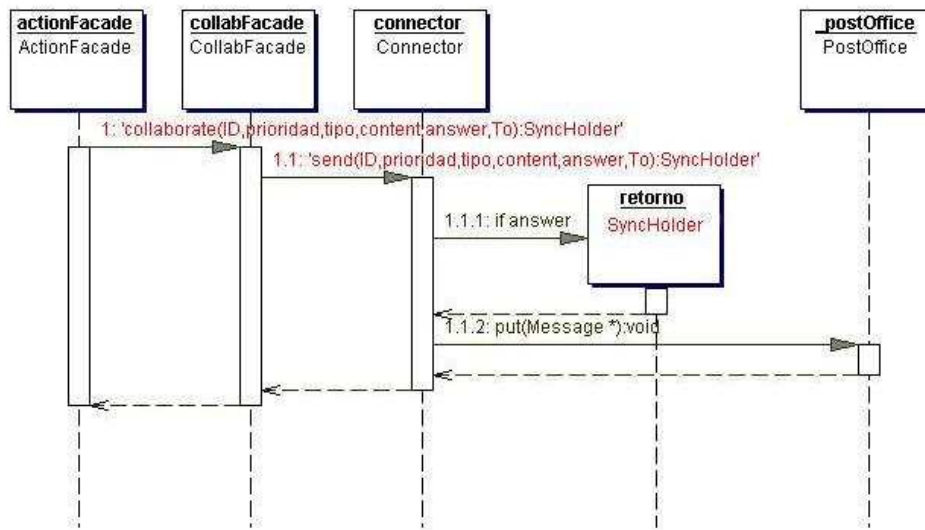 actionFacade
ActionFacade
collabFacade
CollabFacade
connector
Connector
_postOffice
PostOffice
1: 'collaborate(ID,prioridad,tipo,content,answer,To):SyncHolder'
1.1: 'send(ID,prioridad,tipo,content,answer,To):SyncHolder'
retorno
SyncHolder
1.1.1: if answer
1.1.2: put(Message *):void